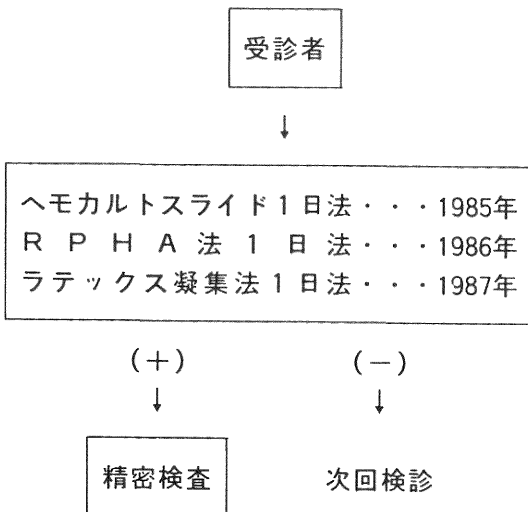 受診者
↓
ヘモカルトスライド1日法・・・1985年
RPHA法1日法・・・1986年
ラテックス凝集法1日法・・・1987年
(+) (−)
↓ ↓
精密検査 次回検診